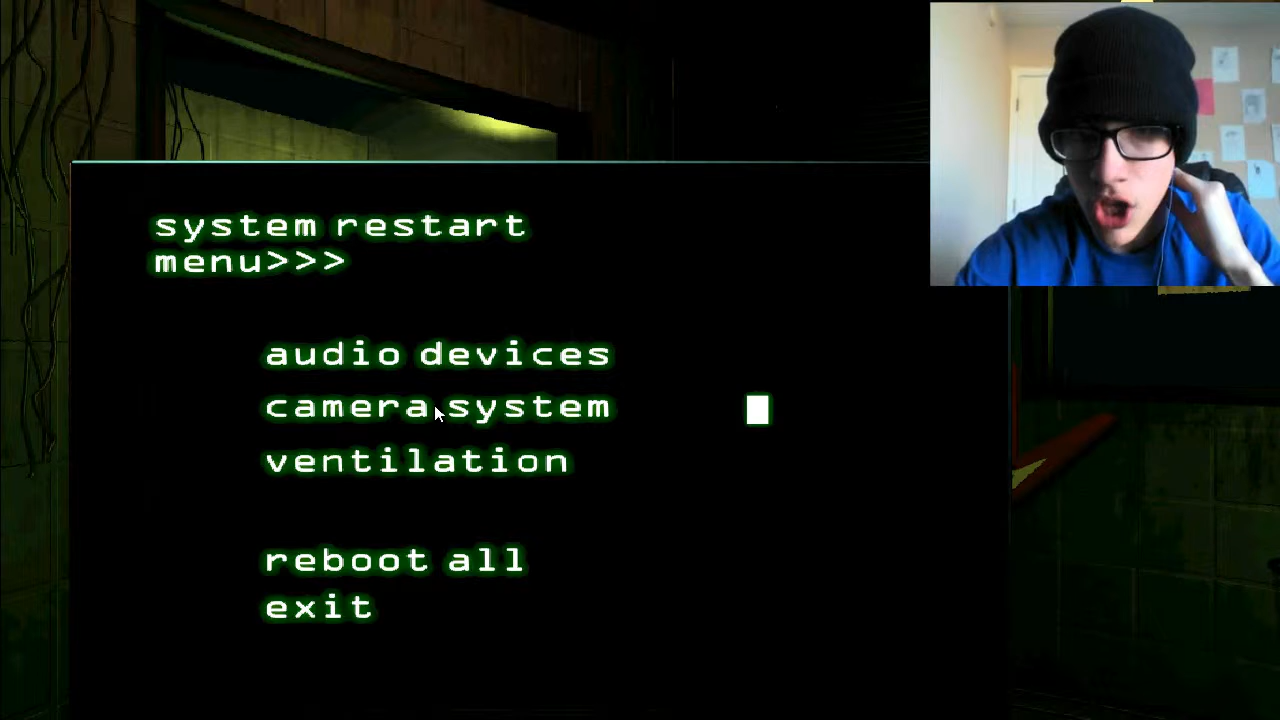 system restart
menu>>>
audio devices
camera system
ventilation
reboot all
exit